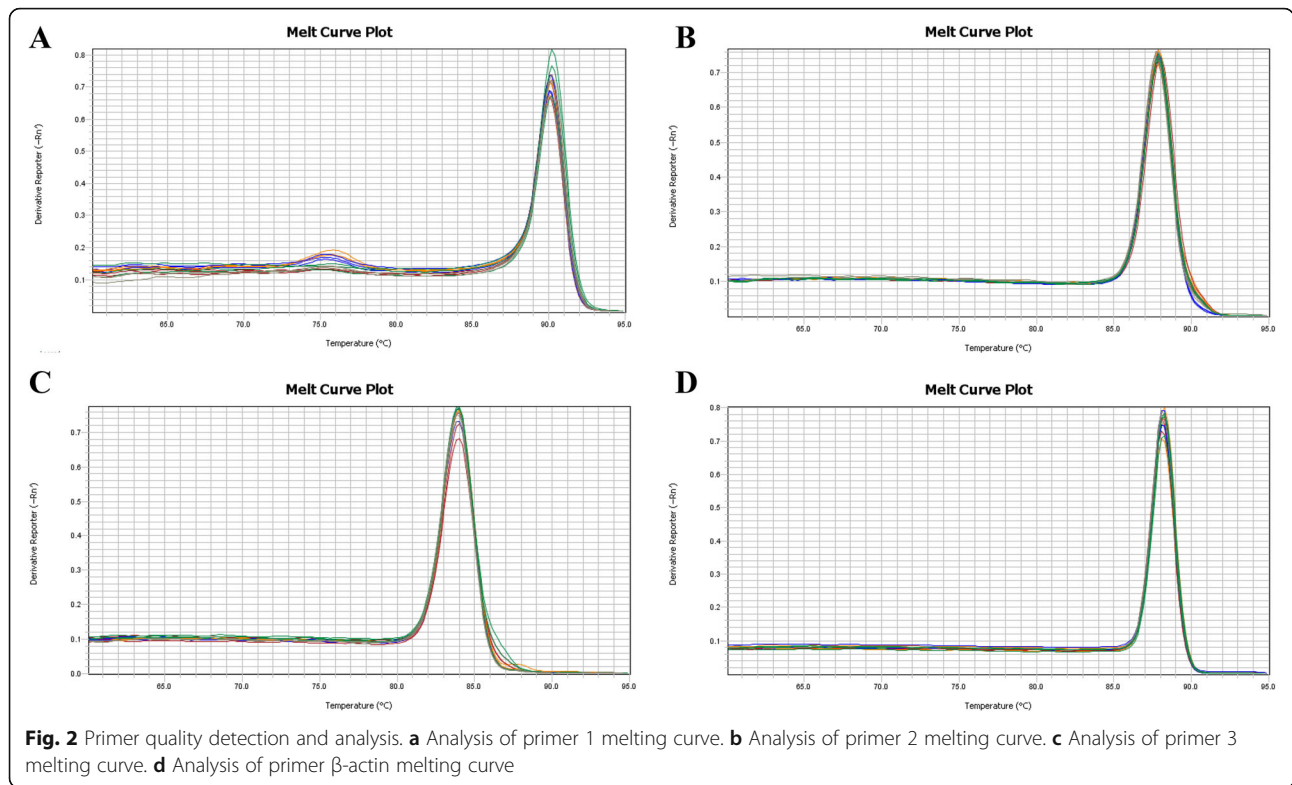 A
Melt Curve Plot
0.8
0.7
0.6
0.5
0.4
0.3
0.2
0.1
Derivative Reporter (−Rn')
65.0 70.0 75.0 80.0 85.0 90.0 95.0
Temperature (°C)
B
Melt Curve Plot
0.7
0.6
0.5
0.4
0.3
0.2
0.1
Derivative Reporter (−Rn')
65.0 70.0 75.0 80.0 85.0 90.0 95.0
Temperature (°C)
C
Melt Curve Plot
0.7
0.6
0.5
0.4
0.3
0.2
0.1
0.0
Derivative Reporter (−Rn')
65.0 70.0 75.0 80.0 85.0 90.0 95.0
Temperature (°C)
D
Melt Curve Plot
0.8
0.7
0.6
0.5
0.4
0.3
0.2
0.1
Derivative Reporter (−Rn')
65.0 70.0 75.0 80.0 85.0 90.0 95.0
Temperature (°C)
Fig. 2 Primer quality detection and analysis. a Analysis of primer 1 melting curve. b Analysis of primer 2 melting curve. c Analysis of primer 3
melting curve. d Analysis of primer β-actin melting curve